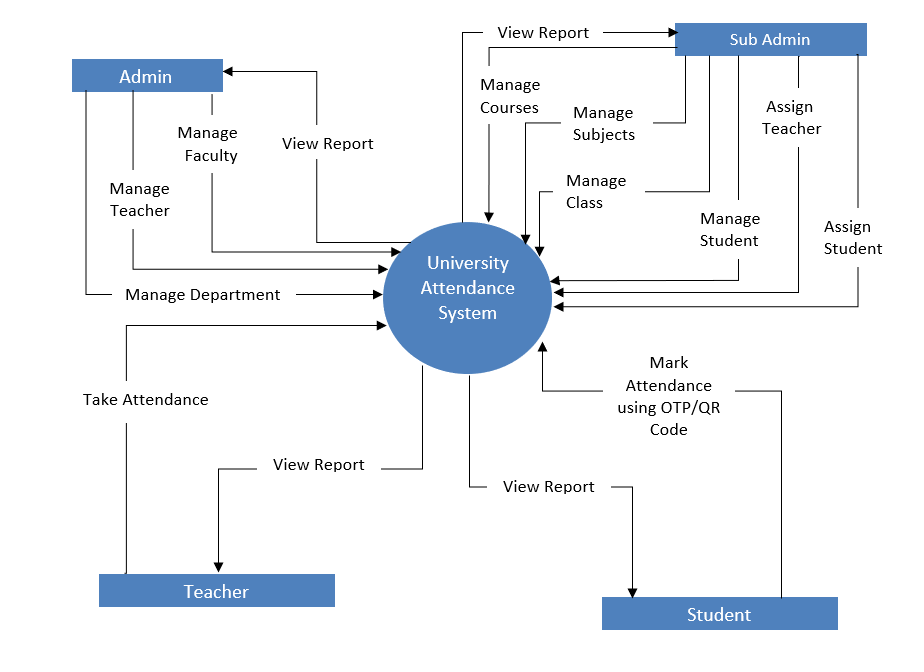 View Report
Sub Admin
Admin
Manage
Courses
Manage
Subjects
Assign
Teacher
Manage
Faculty
View Report
Manage
Teacher
Manage
Class
Manage
Student
Assign
Student
University
Attendance
System
Manage Department
Take Attendance
Mark
Attendance
using OTP/QR
Code
View Report
View Report
Teacher
Student